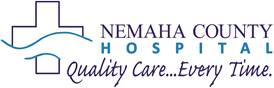 NEMAHA COUNTY
HOSPITAL
Quality Care...Every Time.